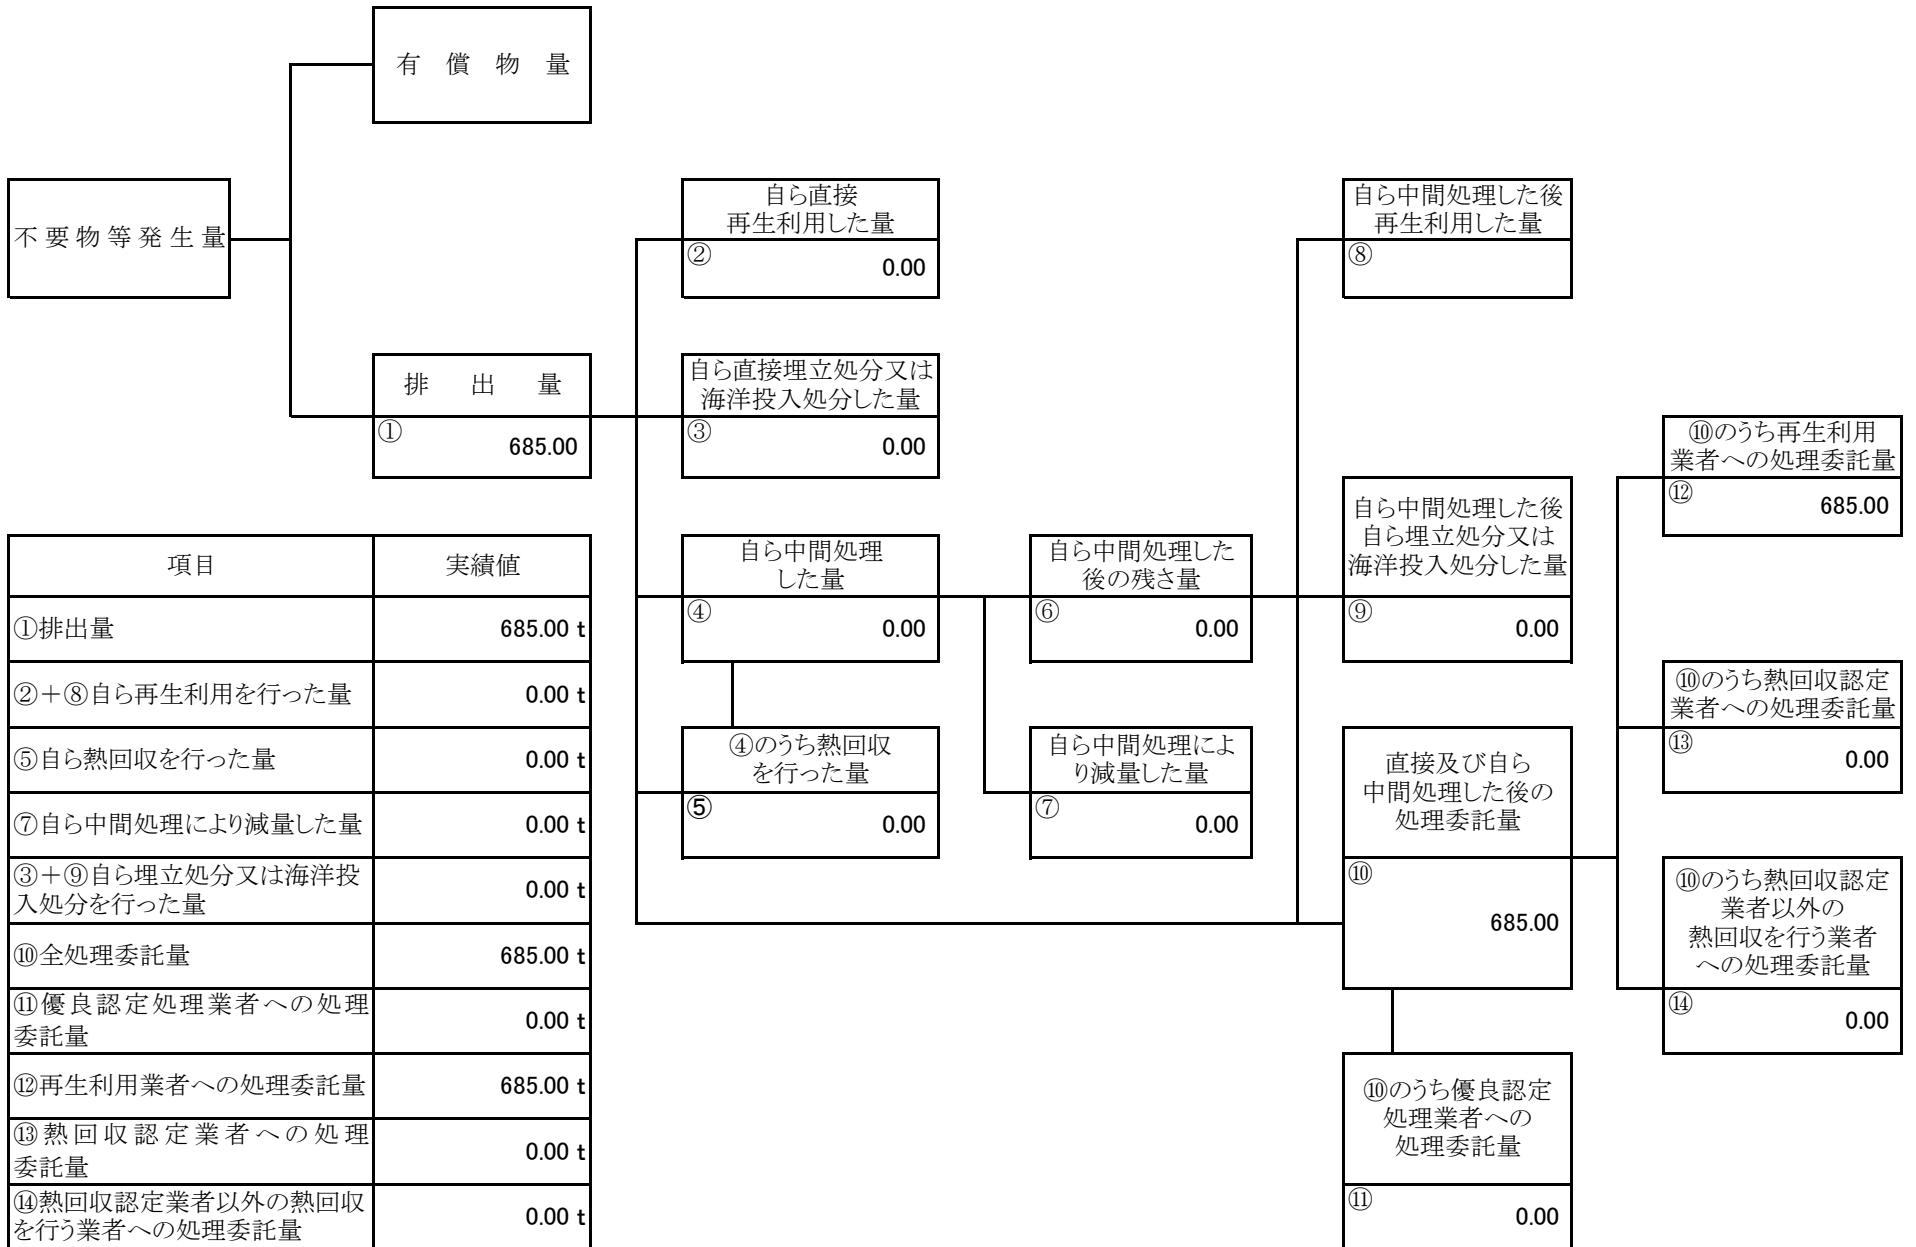 有償物量
不要物等発生量
自ら直接
再生利用した量
②
0.00
自ら中間処理した後
再生利用した量
⑧
排出量
①
685.00
自ら直接埋立処分又は
海洋投入処分した量
③
0.00
自ら中間処理
した量
④
0.00
自ら中間処理した
後の残さ量
⑥
0.00
自ら中間処理した後
自ら埋立処分又は
海洋投入処分した量
⑨
0.00
⑩のうち再生利用
業者への処理委託量
⑫
685.00
④のうち熱回収
を行った量
⑤
0.00
自ら中間処理によ
り減量した量
⑦
0.00
直接及び自ら
中間処理した後の
処理委託量
⑩
685.00
⑩のうち熱回収認定
業者への処理委託量
⑬
0.00
⑩のうち熱回収認定
業者以外の
熱回収を行う業者
への処理委託量
⑭
0.00
⑩のうち優良認定
処理業者への
処理委託量
⑪
0.00
項目 実績値
①排出量 685.00 t
②＋⑧自ら再生利用を行った量 0.00 t
⑤自ら熱回収を行った量 0.00 t
⑦自ら中間処理により減量した量 0.00 t
③＋⑨自ら埋立処分又は海洋投
入処分を行った量 0.00 t
⑩全処理委託量 685.00 t
⑪優良認定処理業者への処理
委託量 0.00 t
⑫再生利用業者への処理委託量 685.00 t
⑬熱回収認定業者への処理
委託量 0.00 t
⑭熱回収認定業者以外の熱回収
を行う業者への処理委託量 0.00 t